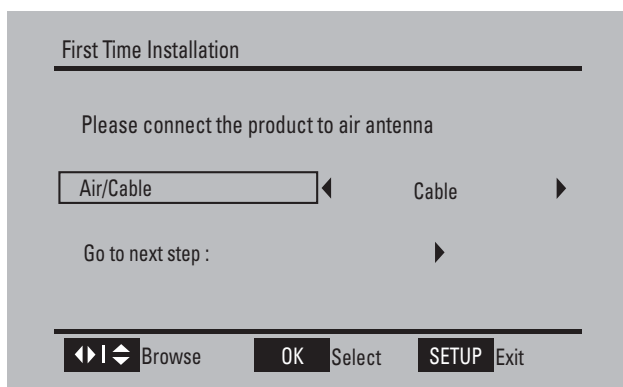 First Time Installation
Please connect the product to air antenna
Air/Cable Cable
Go to next step :
Browse OK Select SETUP Exit